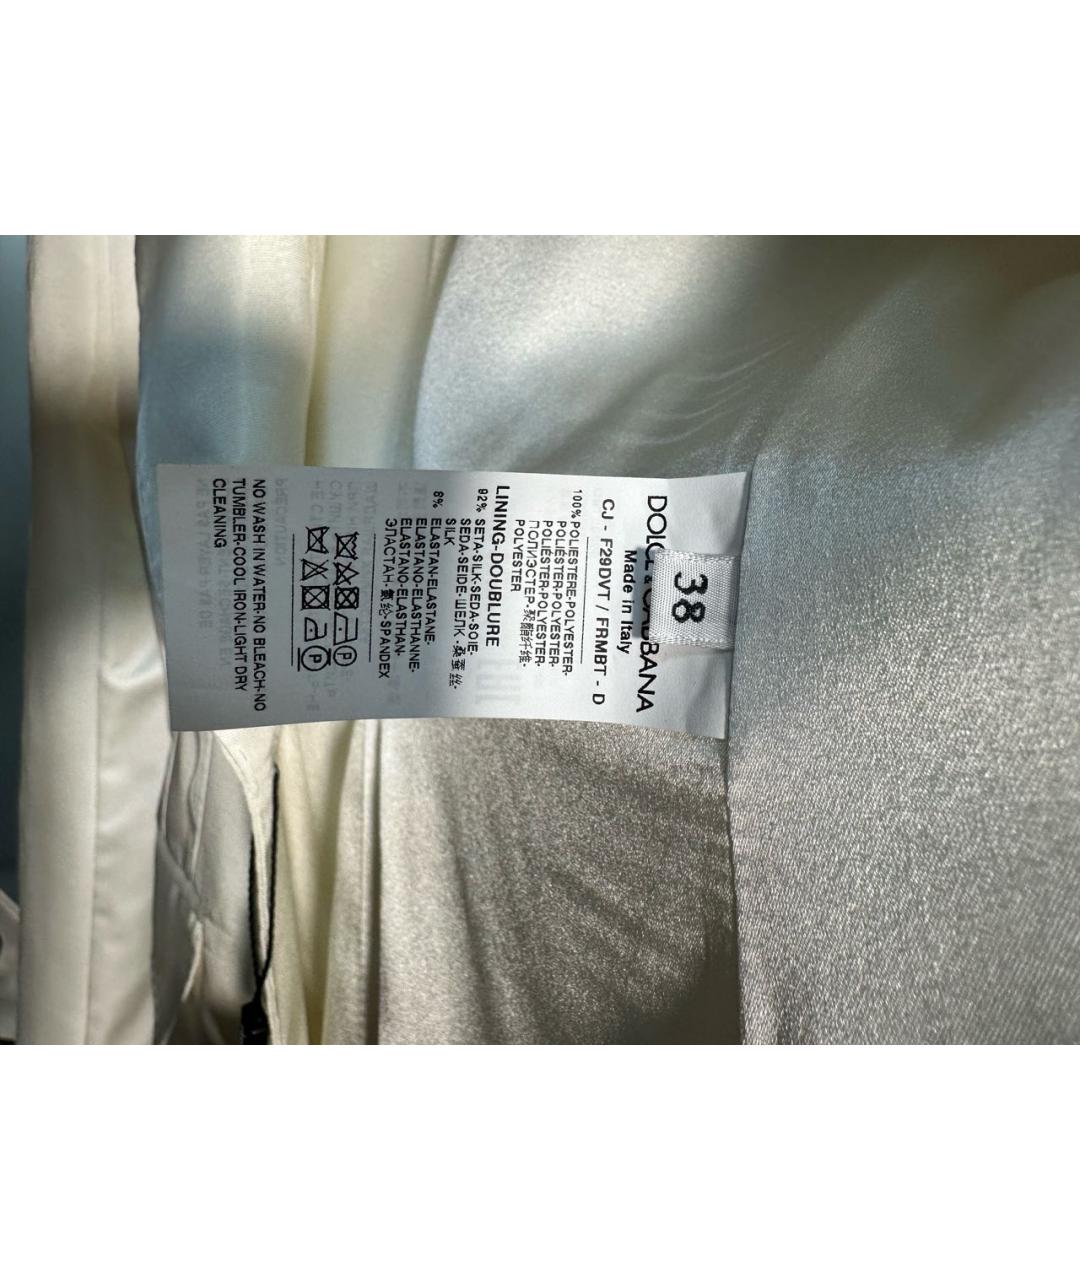 38
DOLCE & GABBANA
Made in Italy
CJ - F29DVT / FRMBT - D
100% POLIESTERE-POLYESTER-
POLIÉSTER-POLYESTER-
POLIÉSTER-POLYESTER-
ПОЛИЭСТЕР-聚酯纤维-
POLYESTER
LINING-DOUBLURE
92% SETA-SILK-SEDA-SOIE-
SEDA-SEIDE-ШЕЛК-桑蚕丝-
SILK
8% ELASTAN-ELASTANE-
ELASTANO-ELASTHANNE-
ELASTANO-ELASTHAN-
ЭЛАСТАН-氨纶-SPANDEX
P
P
NO WASH IN WATER-NO BLEACH-NO
TUMBLER-COOL IRON-LIGHT DRY
CLEANING